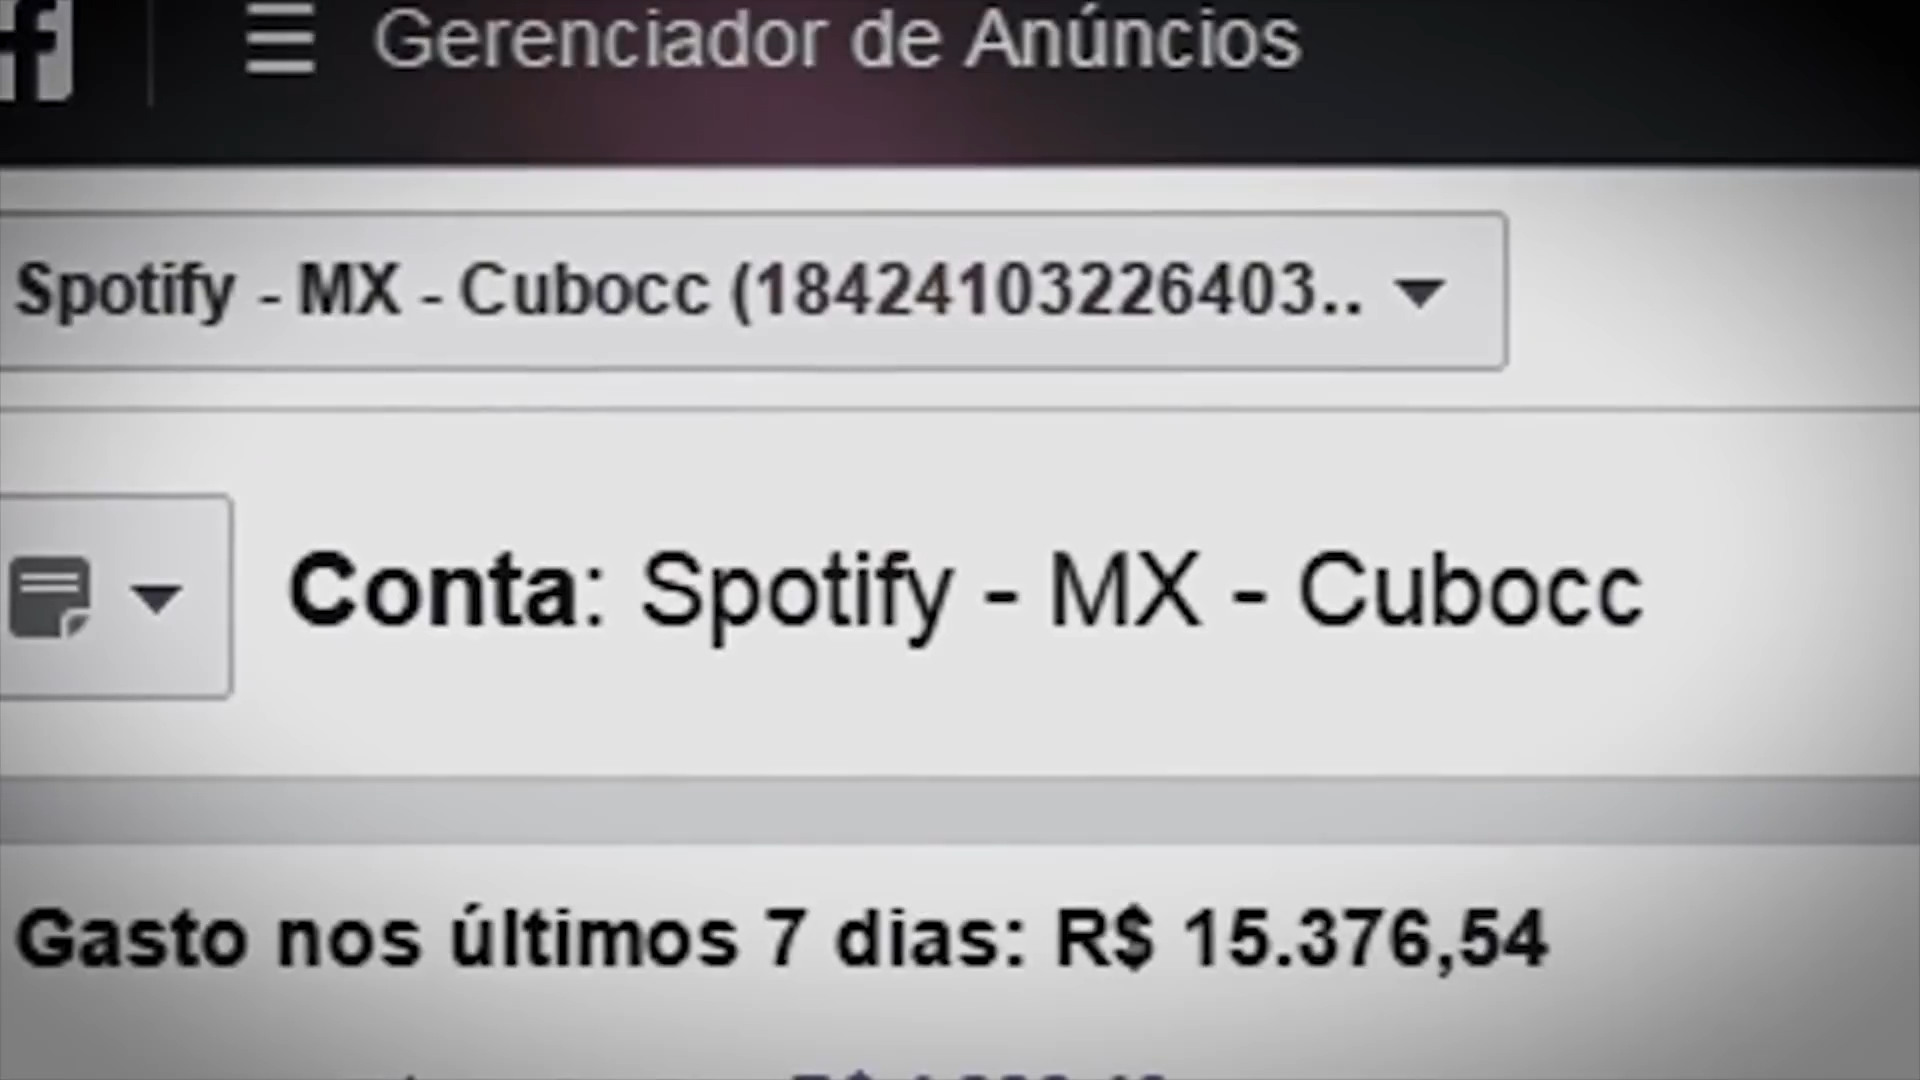 Gerenciador de Anúncios
Spotify - MX - Cubocc (18424103226403..
Conta: Spotify - MX - Cubocc
Gasto nos últimos 7 dias: R$ 15.376,54